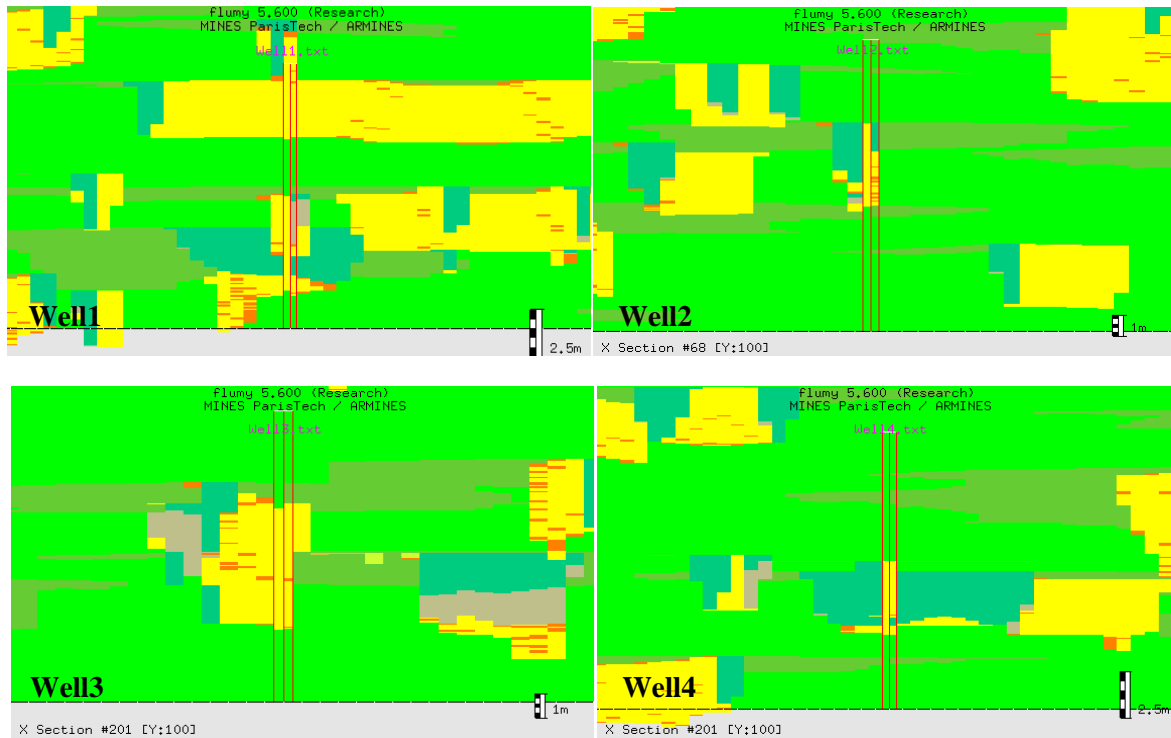 flumy 5.600 (Research)
MINES ParisTech / ARMINES
Well1.txt
Well1
2.5m
flumy 5.600 (Research)
MINES ParisTech / ARMINES
Well2.txt
Well2
1m
X Section #68 [Y:100]
flumy 5.600 (Research)
MINES ParisTech / ARMINES
Well3.txt
Well3
1m
X Section #201 [Y:100]
flumy 5.600 (Research)
MINES ParisTech / ARMINES
Well4.txt
Well4
2.5m
X Section #201 [Y:100]